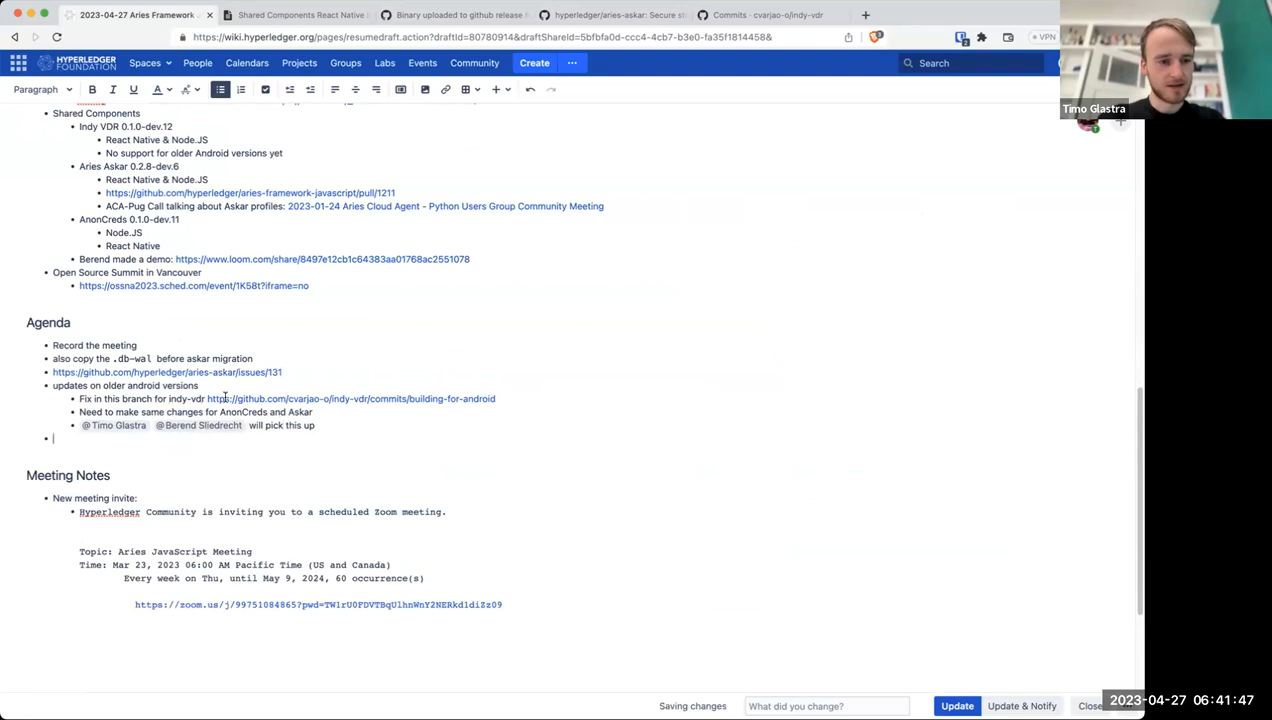 2023-04-27 Aries Framework J
Shared Components React Native I
Binary uploaded to github release f
hyperledger/aries-askar: Secure st
Commits · cvarjao-o/indy-vdr
https://wiki.hyperledger.org/pages/resumedraft.action?draftId=80780914&draftShareId=5bfbfa0d-ccc4-4cb7-b3e0-fa35f1814458&
VPN
HYPERLEDGER FOUNDATION
Spaces People Calendars Projects Groups Labs Events Community Create Search
Paragraph B I U A
Shared Components
Indy VDR 0.1.0-dev.12
React Native & Node.JS
No support for older Android versions yet
Aries Askar 0.2.8-dev.6
React Native & Node.JS
https://github.com/hyperledger/aries-framework-javascript/pull/1211
ACA-Pug Call talking about Askar profiles: 2023-01-24 Aries Cloud Agent - Python Users Group Community Meeting
AnonCreds 0.1.0-dev.11
Node.JS
React Native
Berend made a demo: https://www.loom.com/share/8497e12cb1c64383aa01768ac2551078
Open Source Summit in Vancouver
https://ossna2023.sched.com/event/1K58t?iframe=no
Agenda
Record the meeting
also copy the .db-wal before askar migration
https://github.com/hyperledger/aries-askar/issues/131
updates on older android versions
Fix in this branch for indy-vdr https://github.com/cvarjao-o/indy-vdr/commits/building-for-android
Need to make same changes for AnonCreds and Askar
@Timo Glastra @Berend Sliedrecht will pick this up
Meeting Notes
New meeting invite:
Hyperledger Community is inviting you to a scheduled Zoom meeting.
Topic: Aries JavaScript Meeting
Time: Mar 23, 2023 06:00 AM Pacific Time (US and Canada)
Every week on Thu, until May 9, 2024, 60 occurrence(s)
https://zoom.us/j/99751084865?pwd=TW1rU0FDVTBqUlhnWnY2NERkd1diZz09
Saving changes What did you change? Update Update & Notify Close
Timo Glastra
2023-04-27 06:41:47